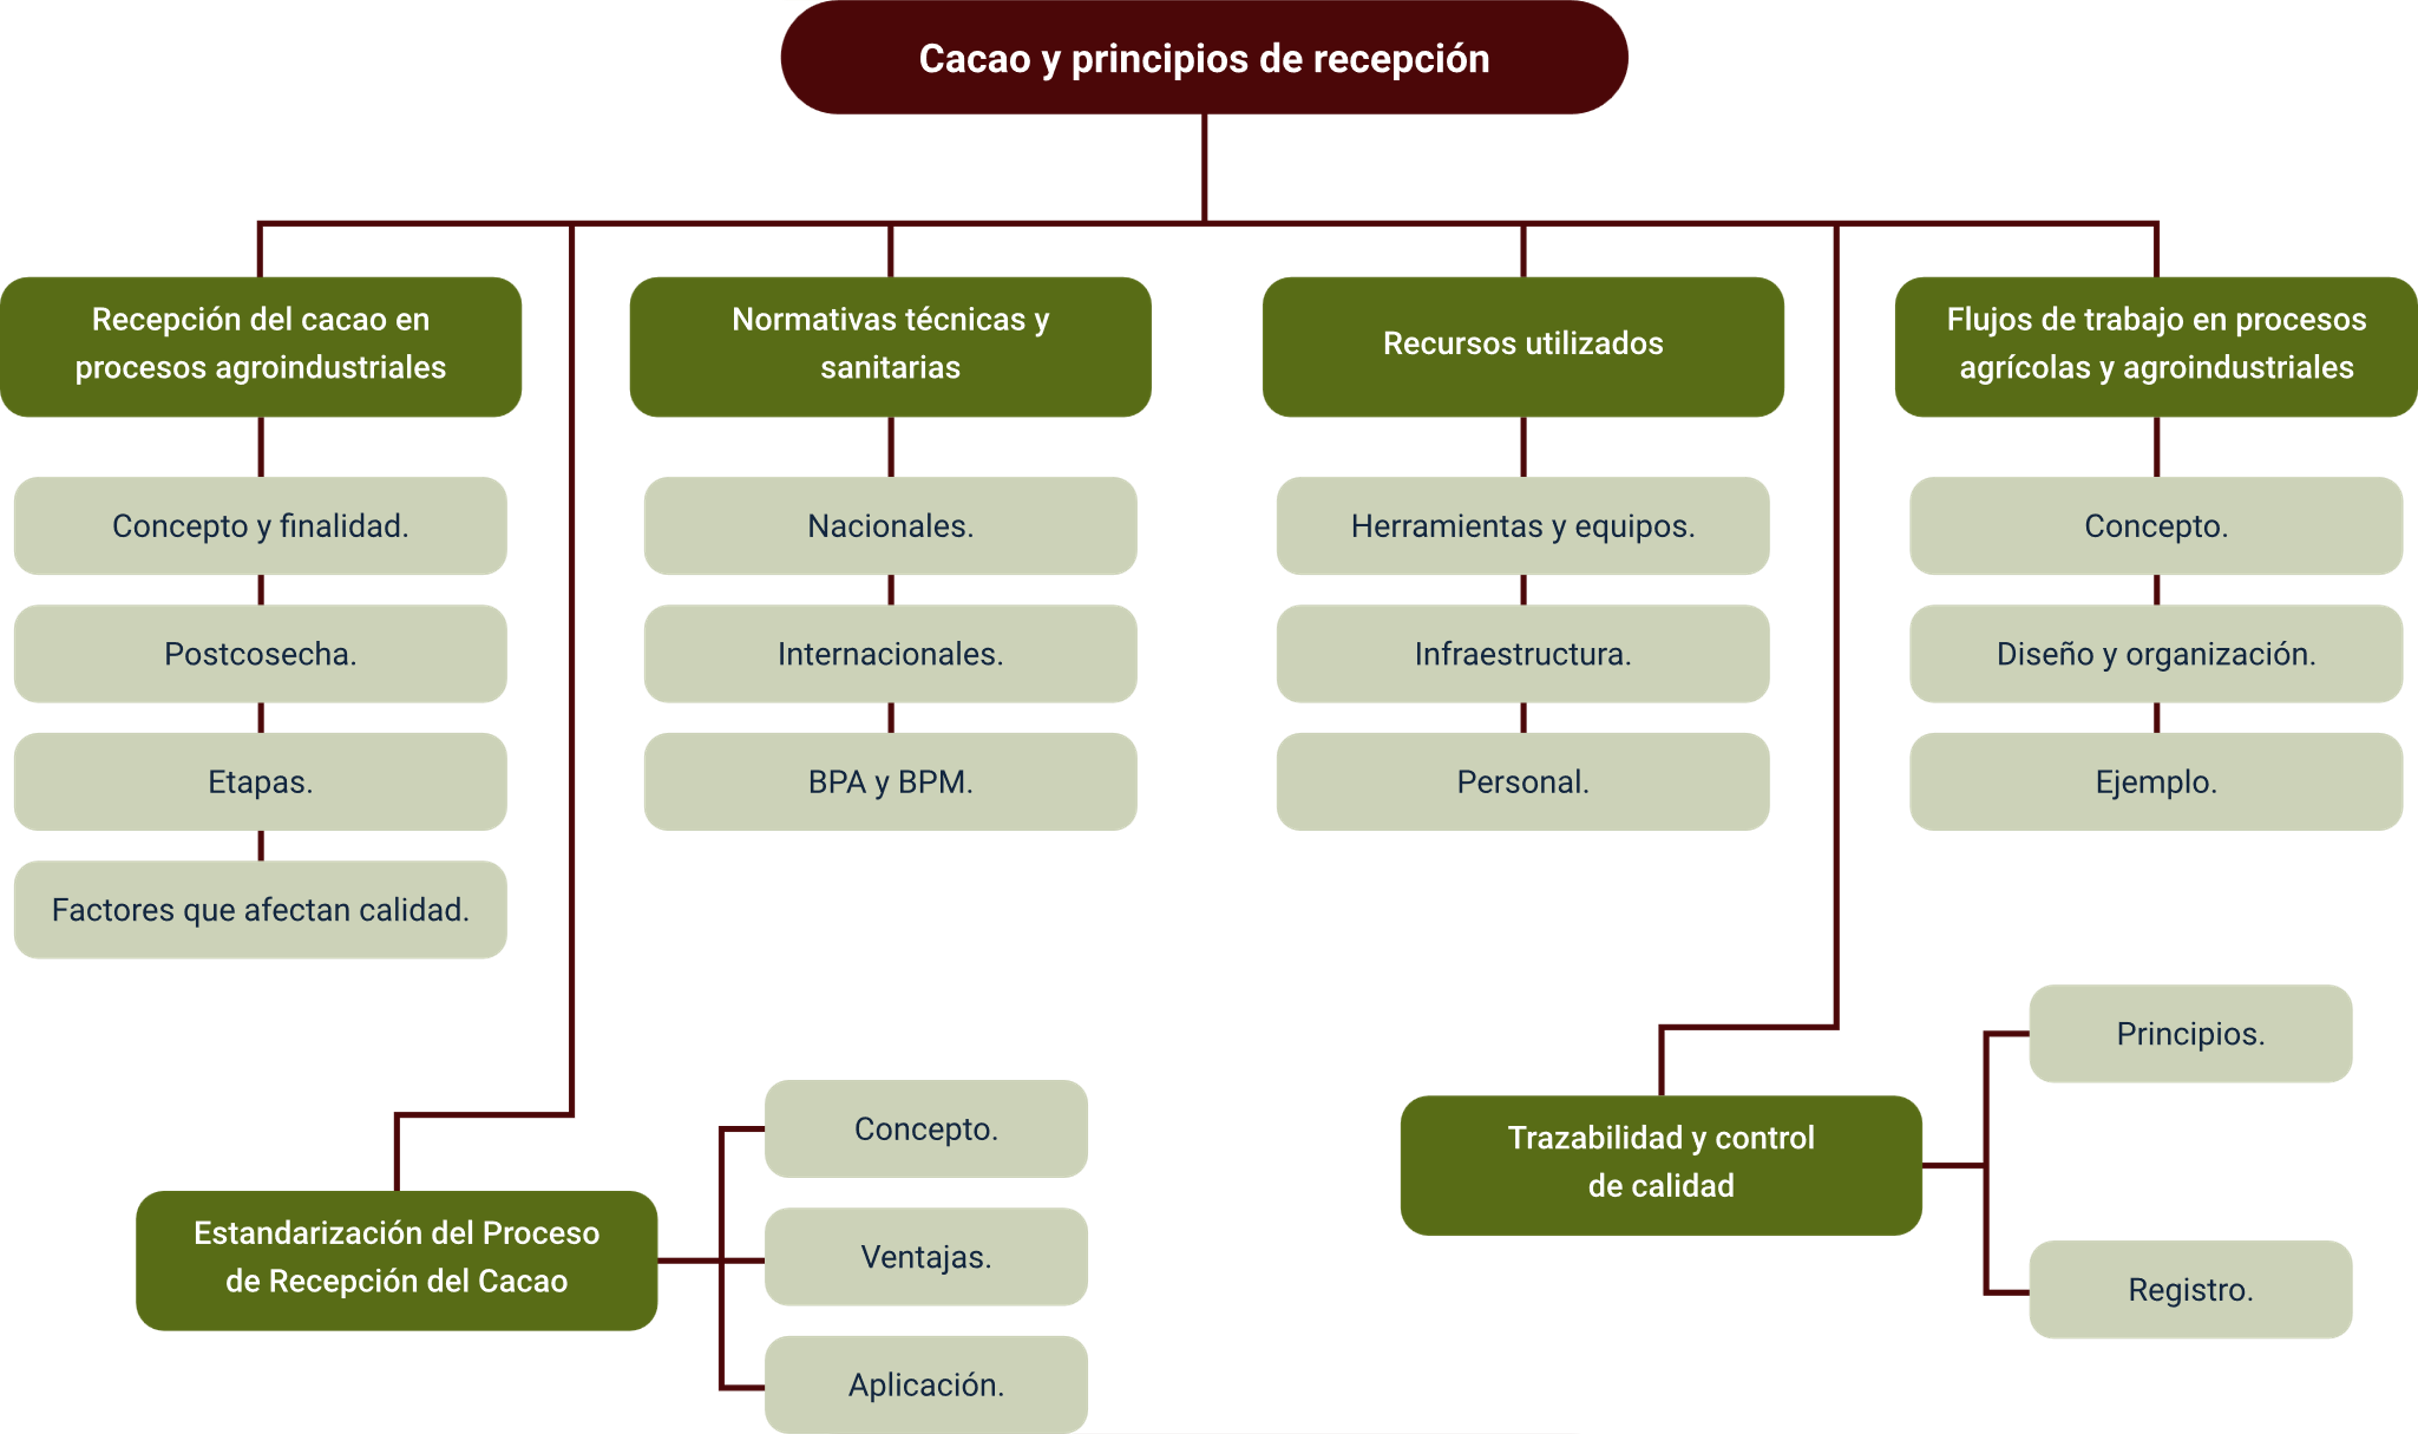 Cacao y principios de recepción
Recepción del cacao en
procesos agroindustriales
Concepto y finalidad.
Postcosecha.
Etapas.
Factores que afectan calidad.
Normativas técnicas y
sanitarias
Nacionales.
Internacionales.
BPA y BPM.
Recursos utilizados
Herramientas y equipos.
Infraestructura.
Personal.
Flujos de trabajo en procesos
agrícolas y agroindustriales
Concepto.
Diseño y organización.
Ejemplo.
Estandarización del Proceso
de Recepción del Cacao
Concepto.
Ventajas.
Aplicación.
Trazabilidad y control
de calidad
Principios.
Registro.